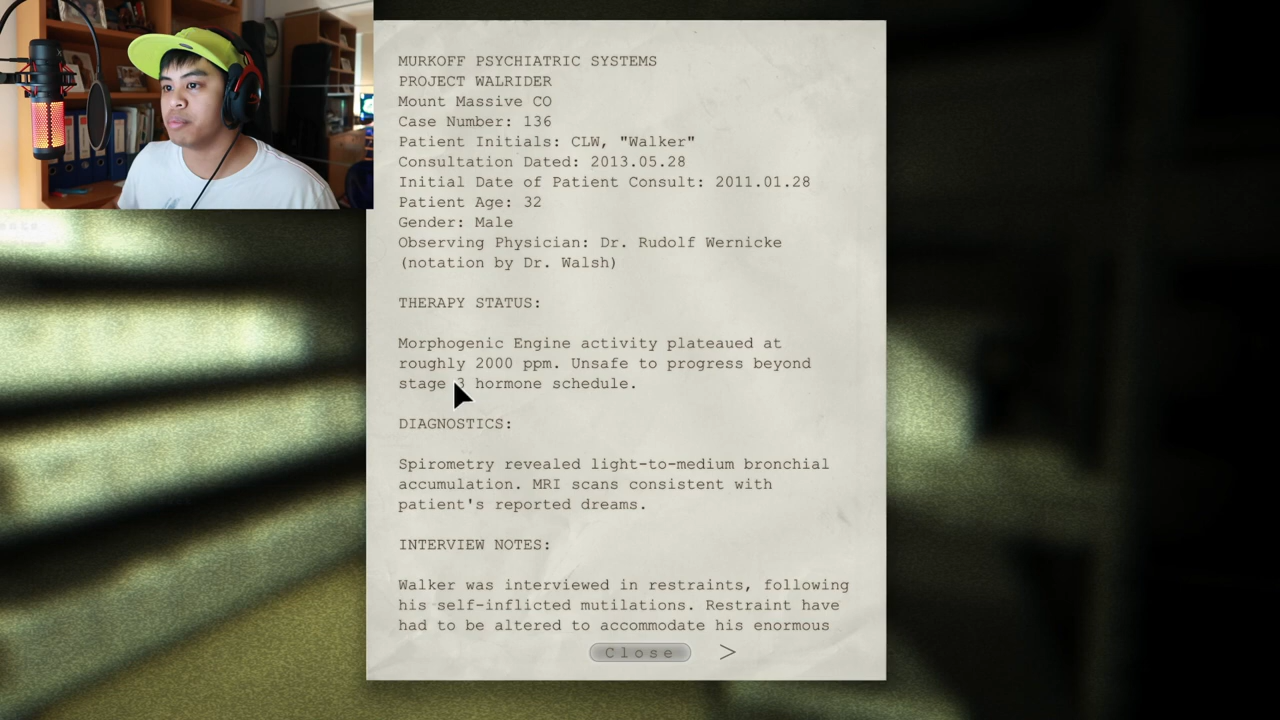 MURKOFF PSYCHIATRIC SYSTEMS
PROJECT WALRIDER
Mount Massive CO
Case Number: 136
Patient Initials: CLW, "Walker"
Consultation Dated: 2013.05.28
Initial Date of Patient Consult: 2011.01.28
Patient Age: 32
Gender: Male
Observing Physician: Dr. Rudolf Wernicke
(notation by Dr. Walsh)
THERAPY STATUS:
Morphogenic Engine activity plateaued at
roughly 2000 ppm. Unsafe to progress beyond
stage 3 hormone schedule.
DIAGNOSTICS:
Spirometry revealed light-to-medium bronchial
accumulation. MRI scans consistent with
patient's reported dreams.
INTERVIEW NOTES:
Walker was interviewed in restraints, following
his self-inflicted mutilations. Restraint have
had to be altered to accommodate his enormous
Close >